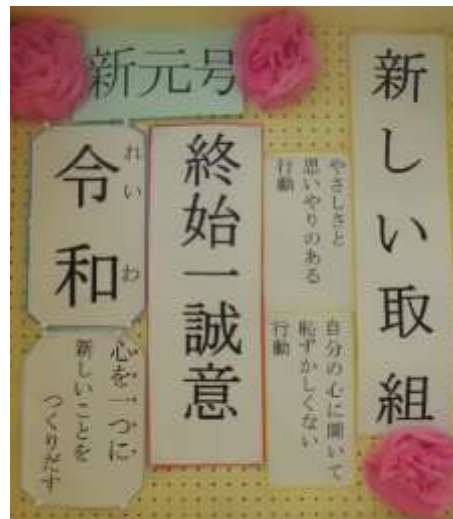 新しい取組
やさしさと
思いやりのある
行動
自分の心に聞いて
恥ずかしくない
行動
終始一誠意
新元号
令和
れいわ
心を一つに
新しいことを
つくりだす